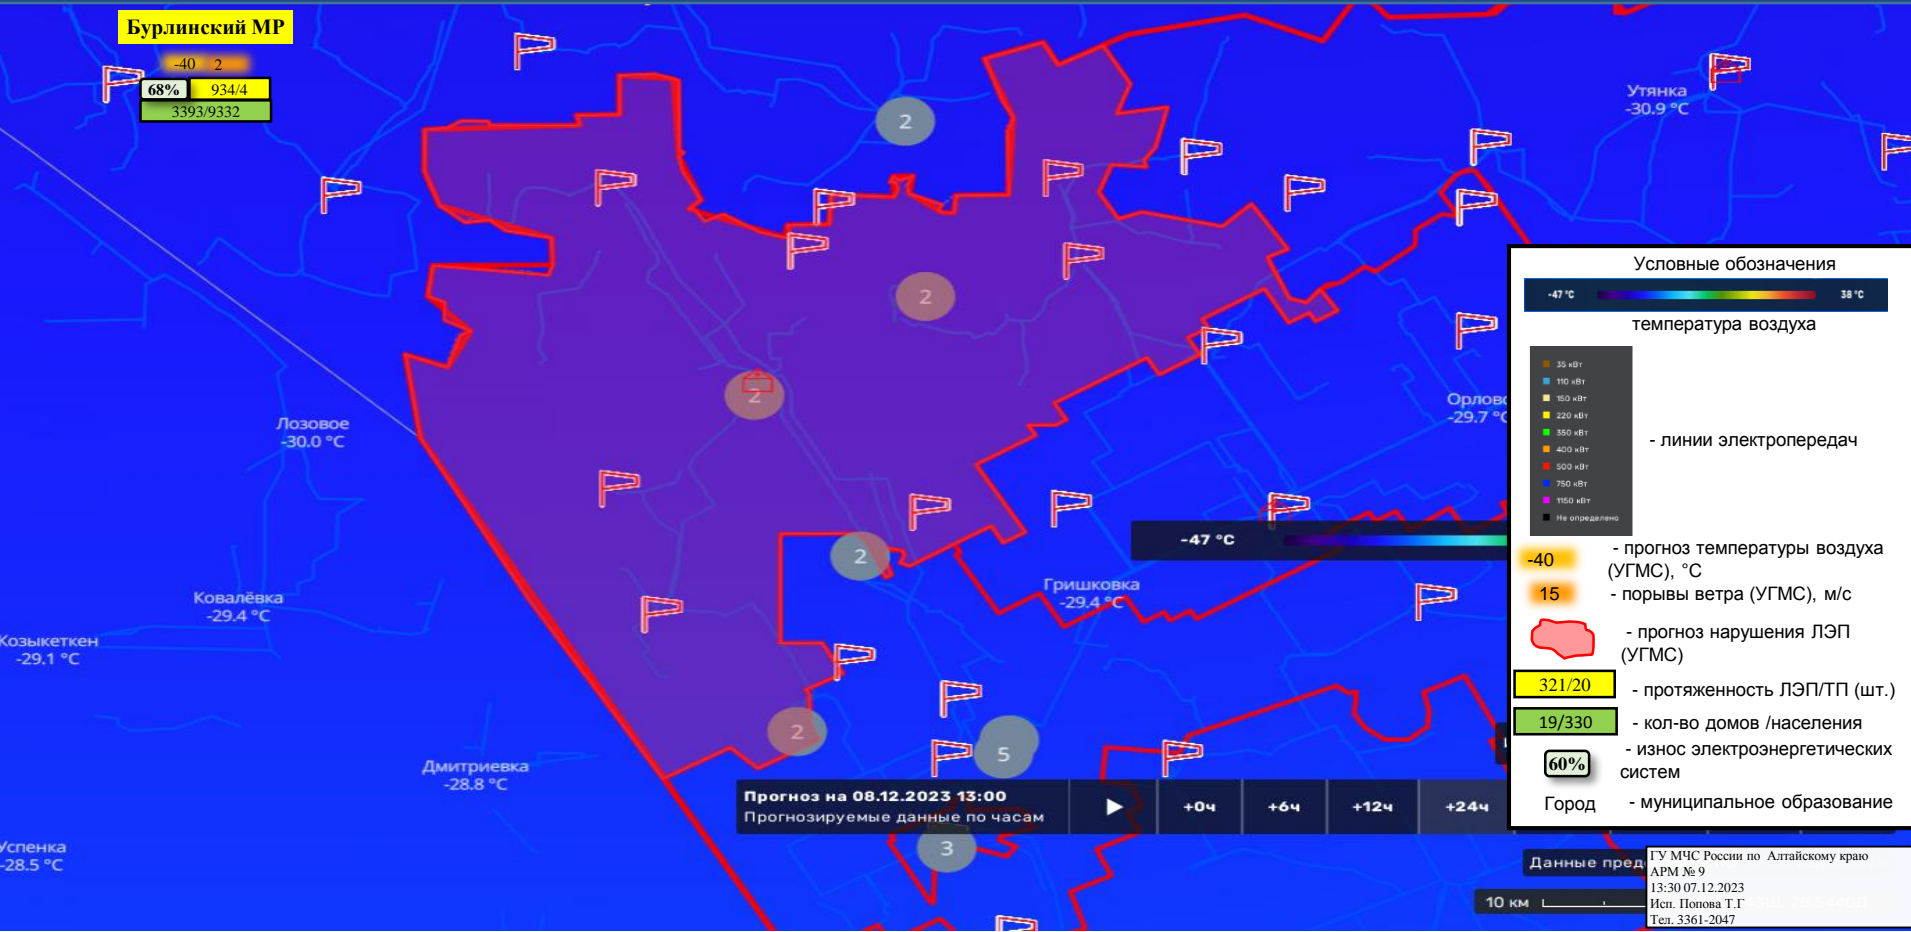 Бурлинский МР
-40 2
68% 934/4
3393/9332
2
Утянка
-30.9 °C
2
2
Лозовое
-30.0 °C
-29.7 °C
-47 °C
2
Гришковка
-29.4 °C
Ковалёвка
-29.4 °C
Козыкеткен
-29.1 °C
2
5
Дмитриевка
-28.8 °C
Прогноз на 08.12.2023 13:00
Прогнозируемые данные по часам
+0ч +6ч +12ч +24ч
3
Успенка
-28.5 °C
Условные обозначения
-47 °C 38 °C
температура воздуха
35 кВт
110 кВт
150 кВт
220 кВт
350 кВт
400 кВт
500 кВт
750 кВт
1150 кВт
Не определено
- линии электропередач
-40 - прогноз температуры воздуха
(УГМС), °С
15 - порывы ветра (УГМС), м/с
- прогноз нарушения ЛЭП
(УГМС)
321/20 - протяженность ЛЭП/ТП (шт.)
19/330 - кол-во домов /населения
60% - износ электроэнергетических
систем
Город - муниципальное образование
Данные
10 км
ГУ МЧС России по Алтайскому краю
АРМ № 9
13:30 07.12.2023
Исп. Попова Т.Г
Тел. 3361-2047